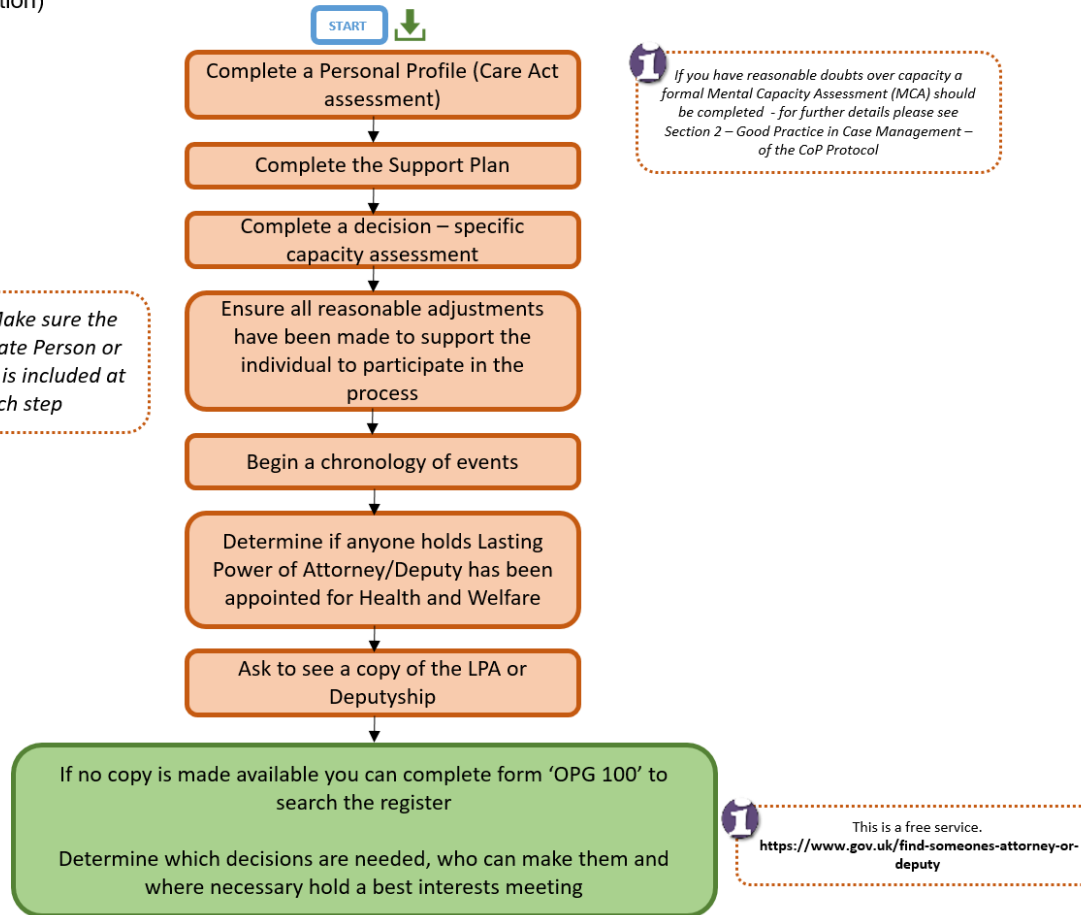 tion)
START
Complete a Personal Profile (Care Act
assessment)
If you have reasonable doubts over capacity a
formal Mental Capacity Assessment (MCA) should
be completed  - for further details please see
Section 2 – Good Practice in Case Management –
of the CoP Protocol
Complete the Support Plan
Complete a decision – specific
capacity assessment
Ensure all reasonable adjustments
have been made to support the
individual to participate in the
process
Make sure the
ate Person or
is included at
ch step
Begin a chronology of events
Determine if anyone holds Lasting
Power of Attorney/Deputy has been
appointed for Health and Welfare
Ask to see a copy of the LPA or
Deputyship
If no copy is made available you can complete form ‘OPG 100’ to
search the register
Determine which decisions are needed, who can make them and
where necessary hold a best interests meeting
This is a free service.
https://www.gov.uk/find-someones-attorney-or-
deputy